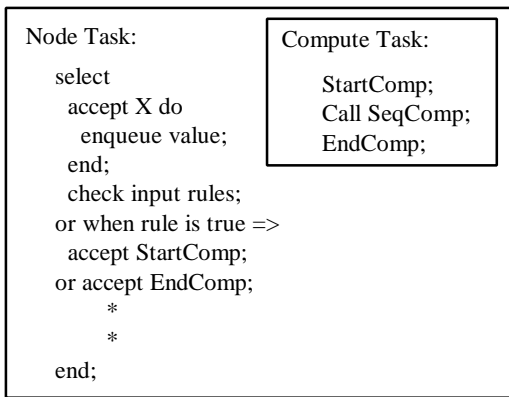 Node Task:
select
accept X do
enqueue value;
end;
check input rules;
or when rule is true =>
accept StartComp;
or accept EndComp;
*
*
end;
Compute Task:
StartComp;
Call SeqComp;
EndComp;